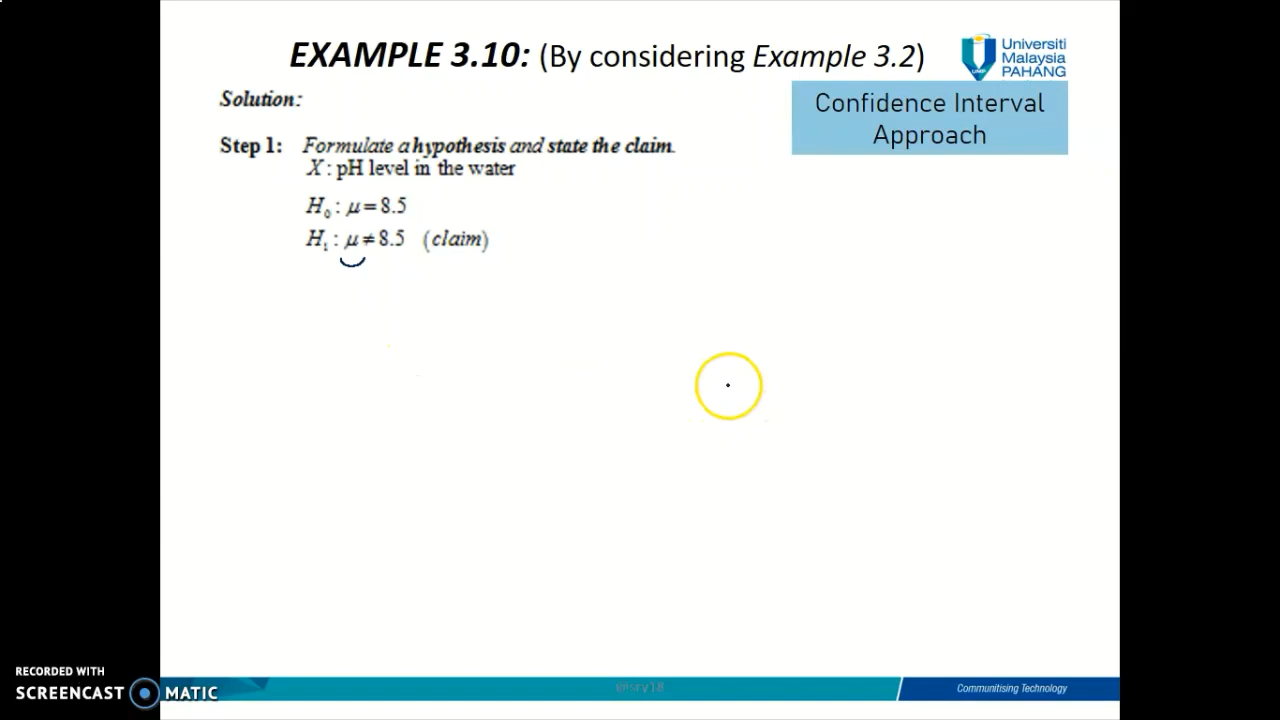 EXAMPLE 3.10: (By considering Example 3.2)
Universiti
Malaysia
PAHANG
UMP
Confidence Interval
Approach
Solution:
Step 1: Formulate a hypothesis and state the claim.
X : pH level in the water
H₀ : μ = 8.5
H₁ : μ ≠ 8.5 (claim)
RECORDED WITH
SCREENCAST MATIC
@nsry18
Communitising Technology